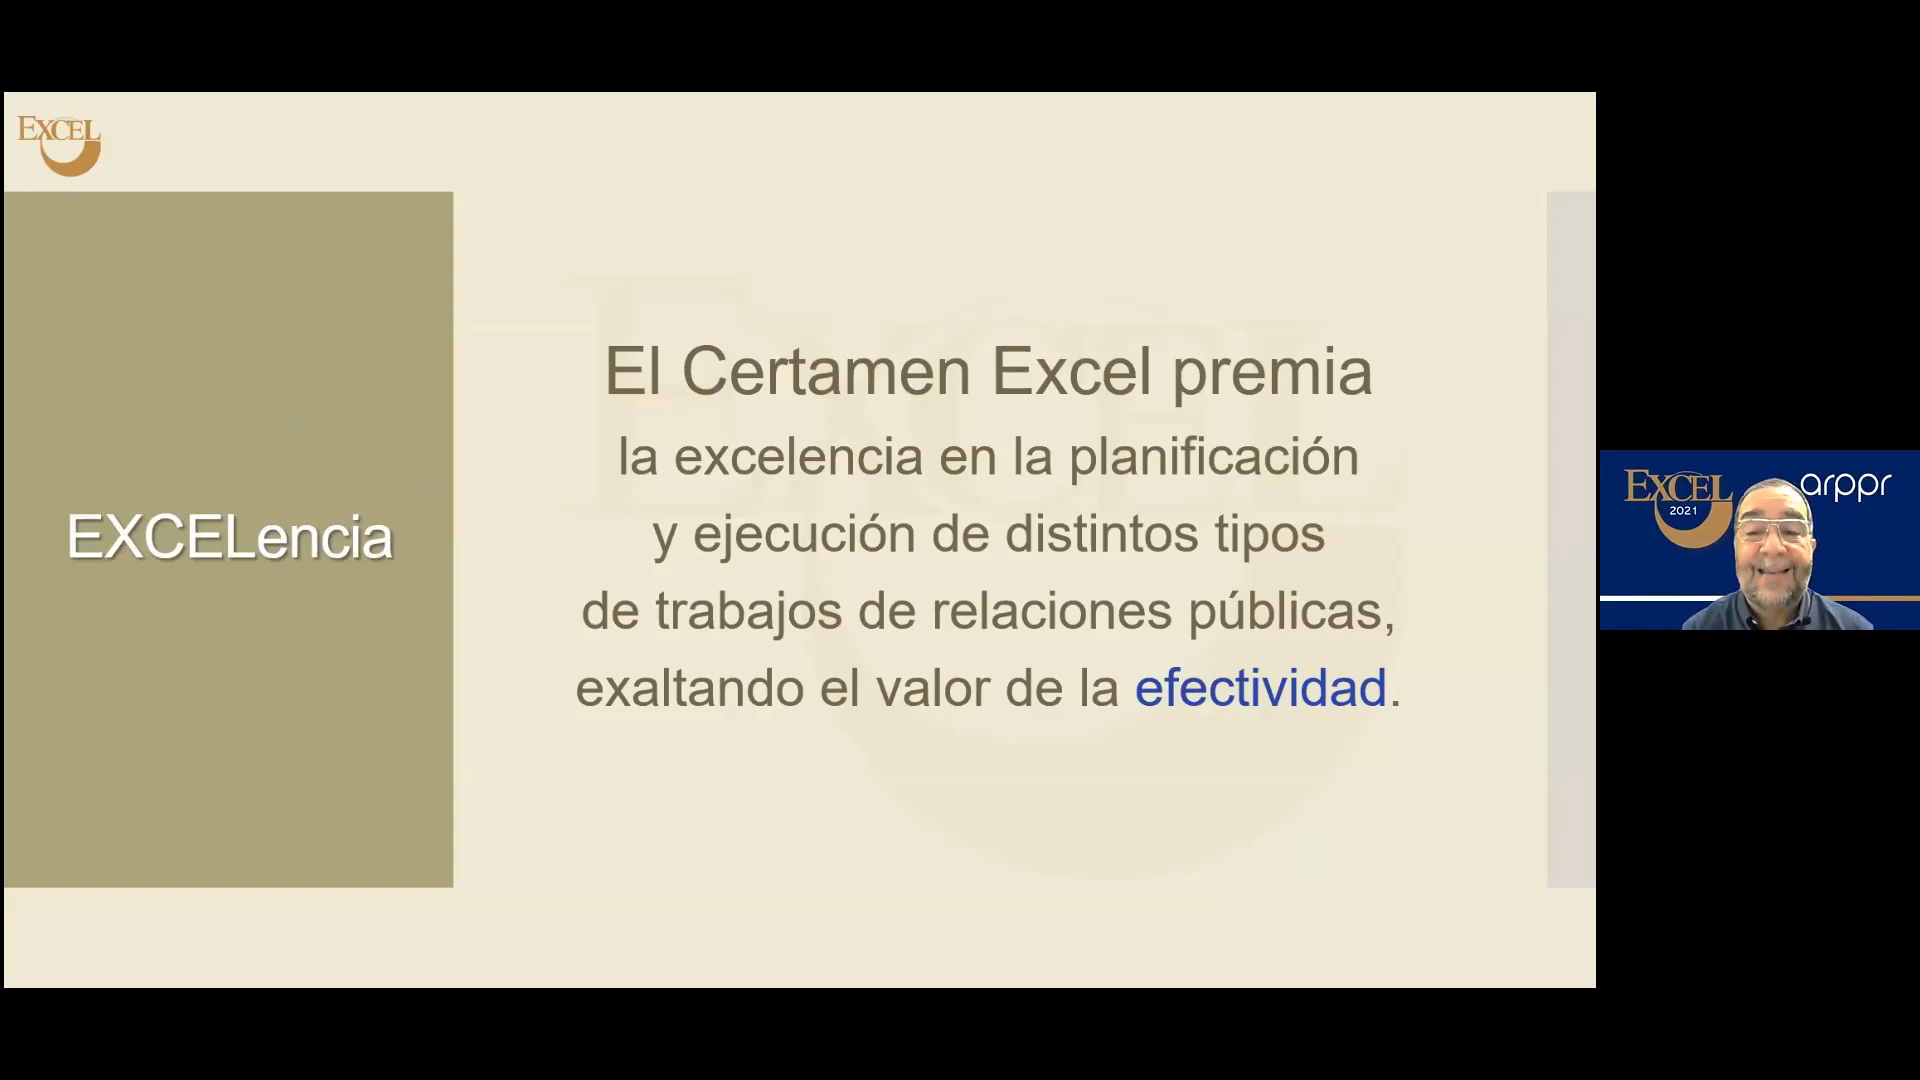 EXCEL
EXCELencia
El Certamen Excel premia
la excelencia en la planificación
y ejecución de distintos tipos
de trabajos de relaciones públicas,
exaltando el valor de la efectividad.
EXCEL
2021
arppr